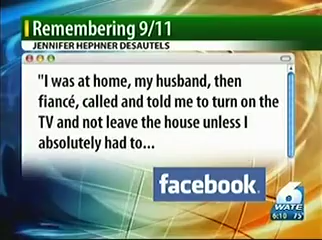 Remembering 9/11
JENNIFER HEPHNER DESAUTELS
"I was at home, my husband, then
fiancé, called and told me to turn on the
TV and not leave the house unless I
absolutely had to...
facebook.
6
WATE
6:10 75°